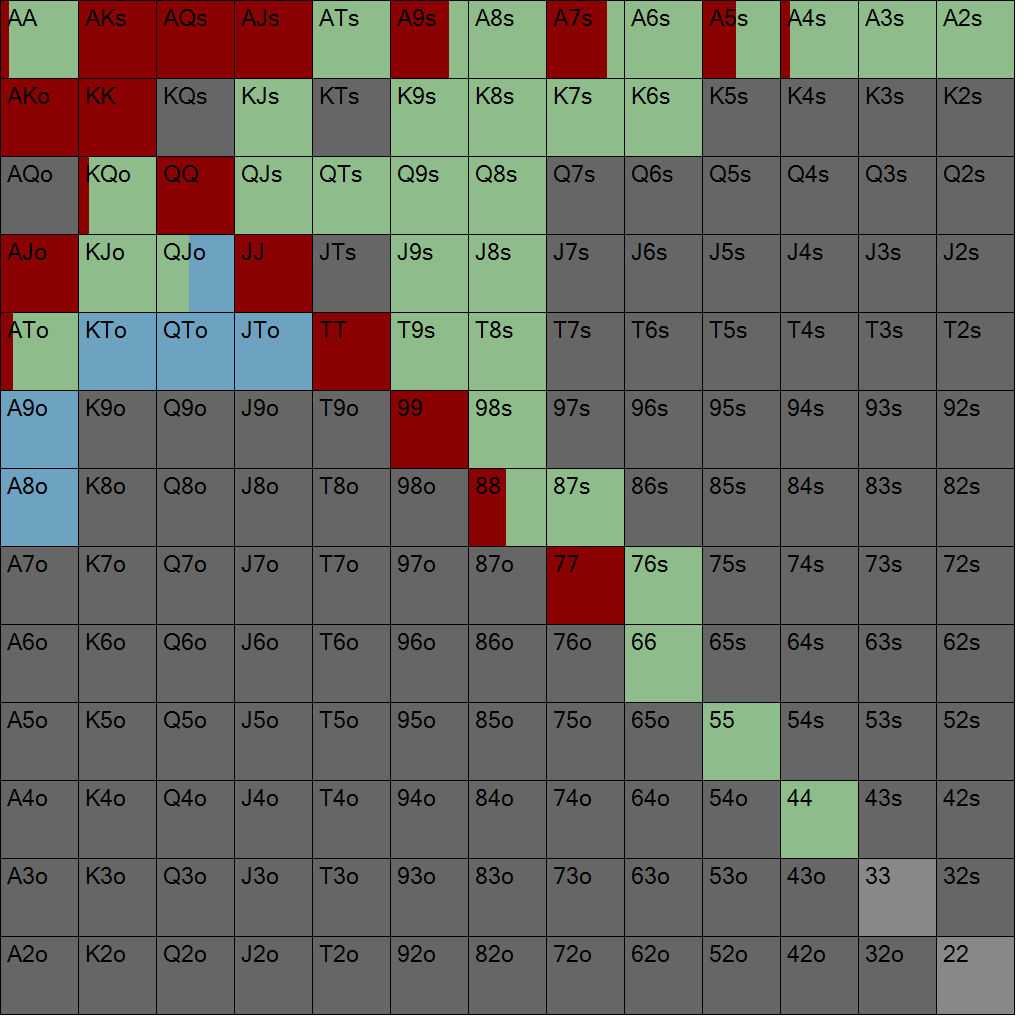 AA AKs AQs AJs ATs A9s A8s A7s A6s A5s A4s A3s A2s
AKo KK KQs KJs KTs K9s K8s K7s K6s K5s K4s K3s K2s
AQo KQo QQ QJs QTs Q9s Q8s Q7s Q6s Q5s Q4s Q3s Q2s
AJo KJo QJo JJ JTs J9s J8s J7s J6s J5s J4s J3s J2s
ATo KTo QTo JTo TT T9s T8s T7s T6s T5s T4s T3s T2s
A9o K9o Q9o J9o T9o 99 98s 97s 96s 95s 94s 93s 92s
A8o K8o Q8o J8o T8o 98o 88 87s 86s 85s 84s 83s 82s
A7o K7o Q7o J7o T7o 97o 87o 77 76s 75s 74s 73s 72s
A6o K6o Q6o J6o T6o 96o 86o 76o 66 65s 64s 63s 62s
A5o K5o Q5o J5o T5o 95o 85o 75o 65o 55 54s 53s 52s
A4o K4o Q4o J4o T4o 94o 84o 74o 64o 54o 44 43s 42s
A3o K3o Q3o J3o T3o 93o 83o 73o 63o 53o 43o 33 32s
A2o K2o Q2o J2o T2o 92o 82o 72o 62o 52o 42o 32o 22